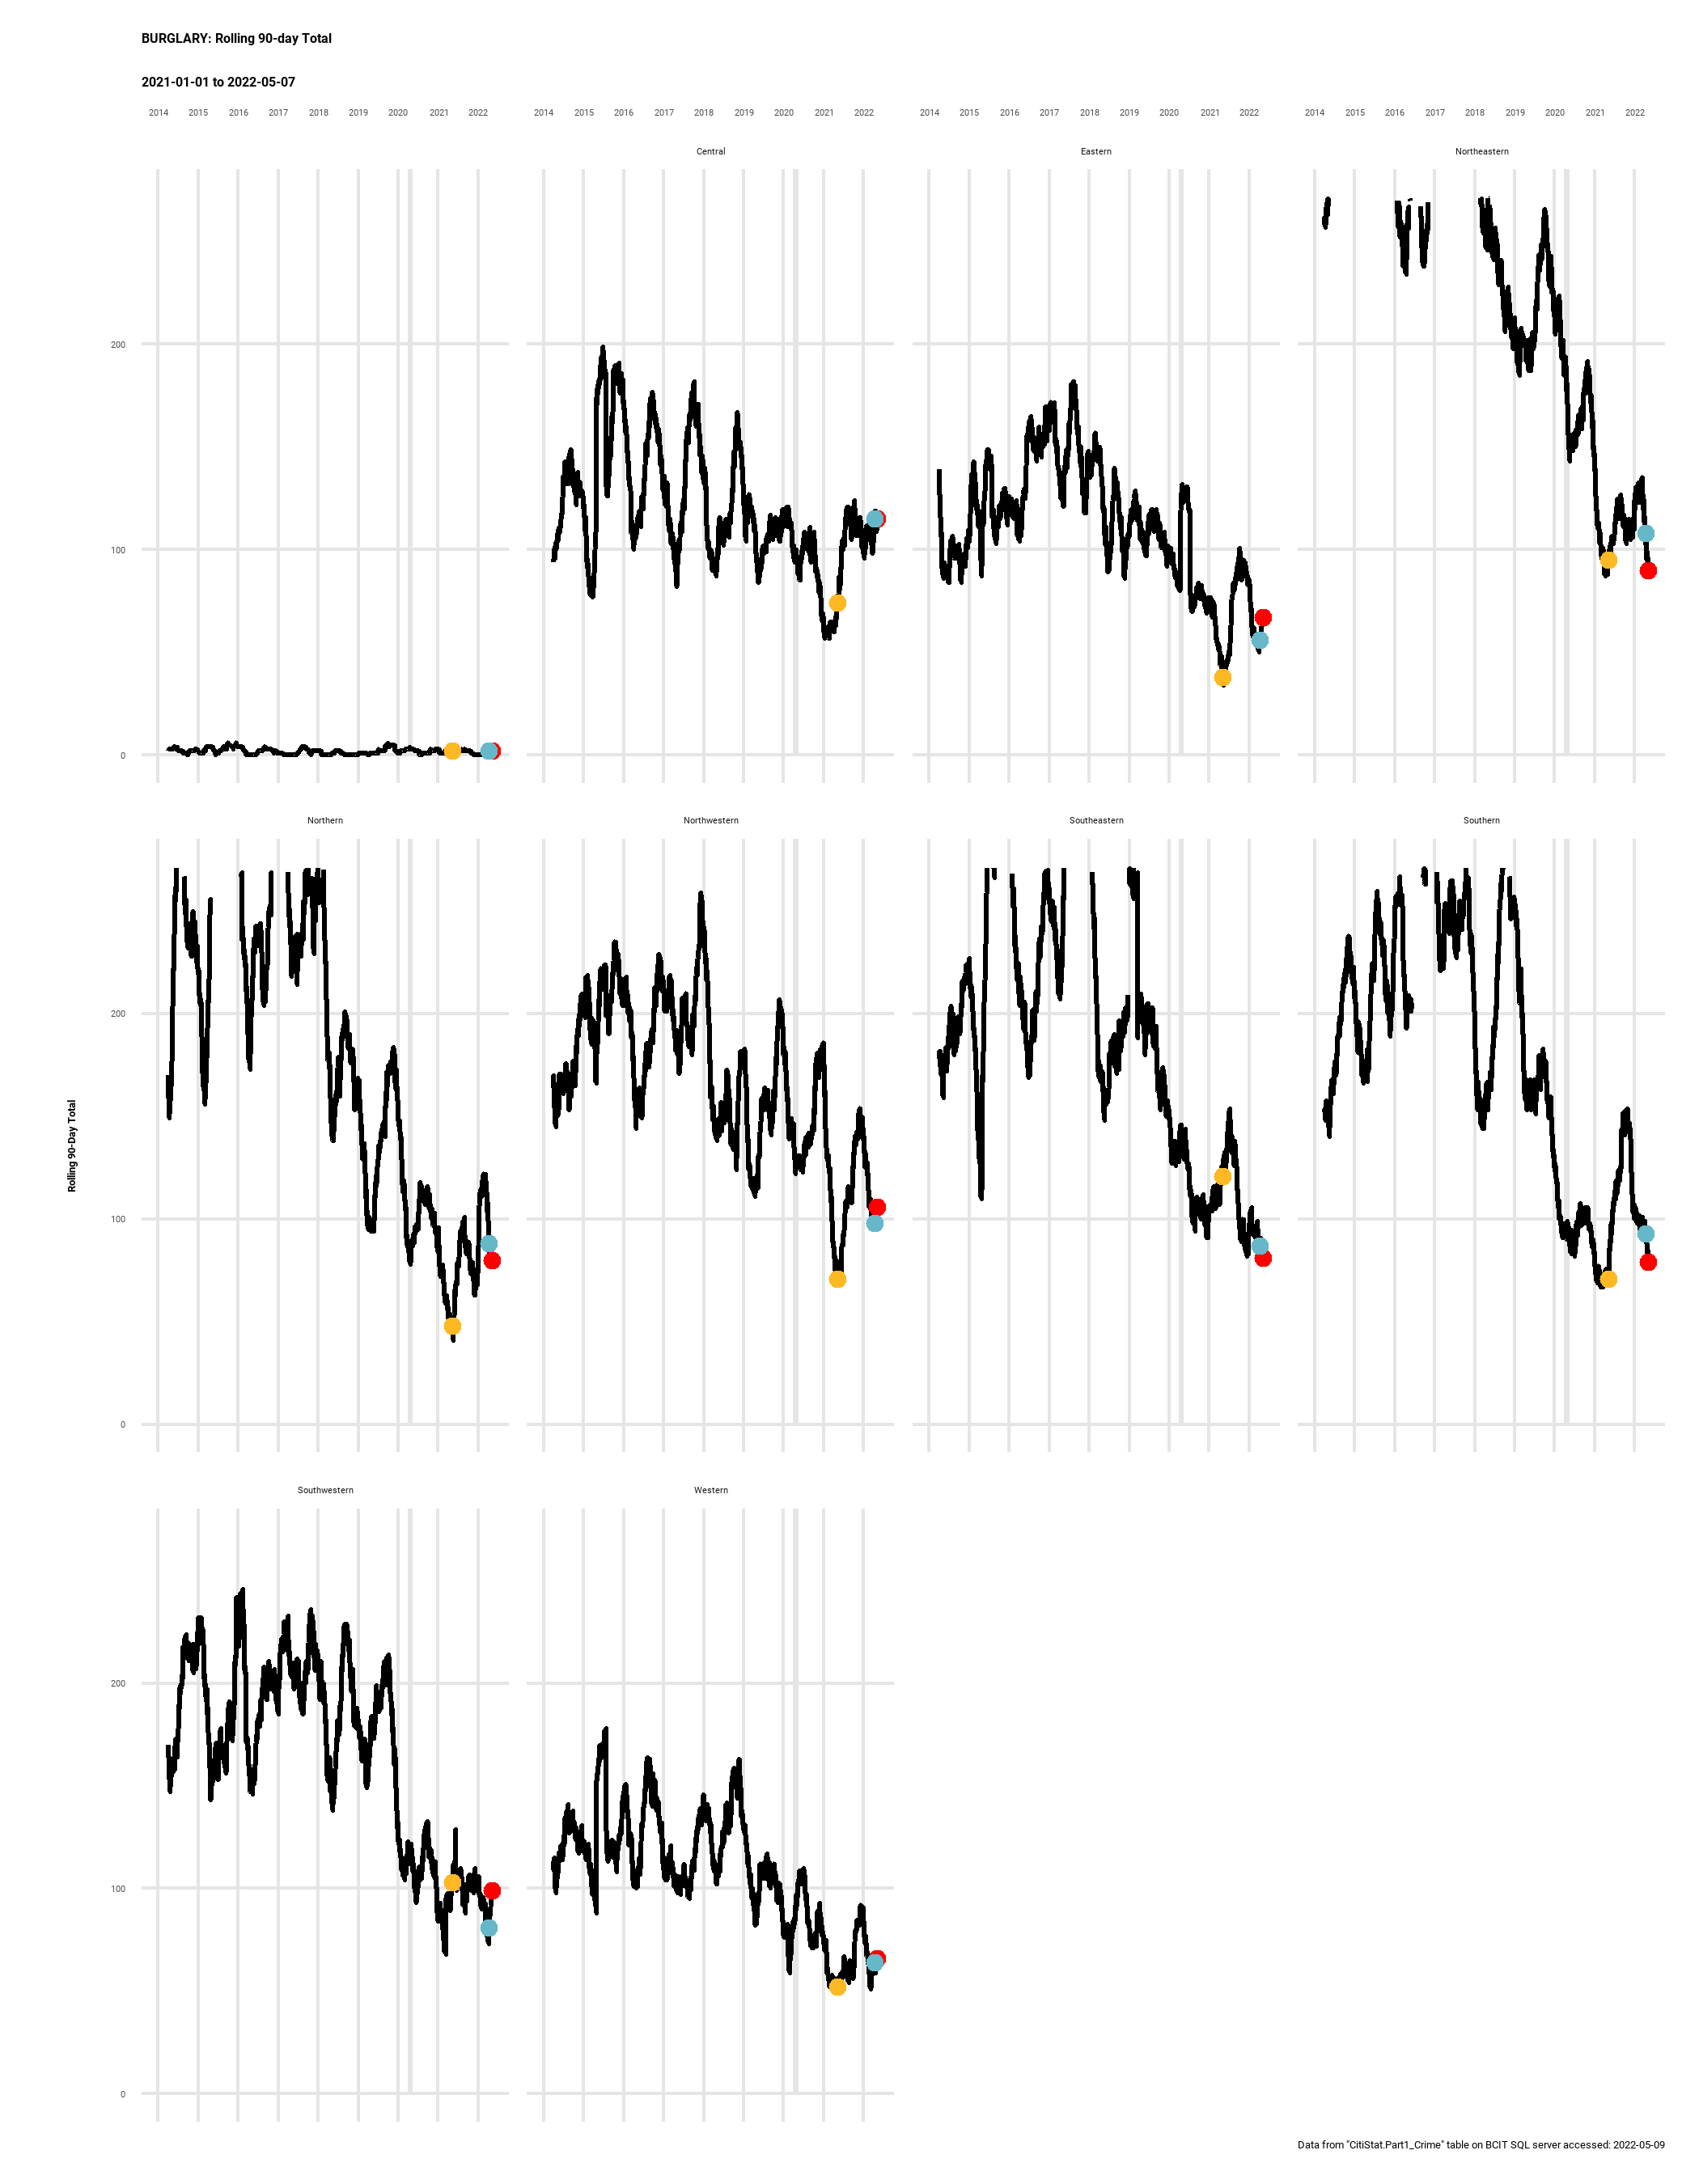 BURGLARY: Rolling 90-day Total
2021-01-01 to 2022-05-07
2014 2015 2016 2017 2018 2019 2020 2021 2022 2014 2015 2016 2017 2018 2019 2020 2021 2022 2014 2015 2016 2017 2018 2019 2020 2021 2022 2014 2015 2016 2017 2018 2019 2020 2021 2022
Central Eastern Northeastern
200
100
0
Northern Northwestern Southeastern Southern
200
100
0
Rolling 90-Day Total
Southwestern Western
200
100
0
Data from "CitiStat.Part1_Crime" table on BCIT SQL server accessed: 2022-05-09